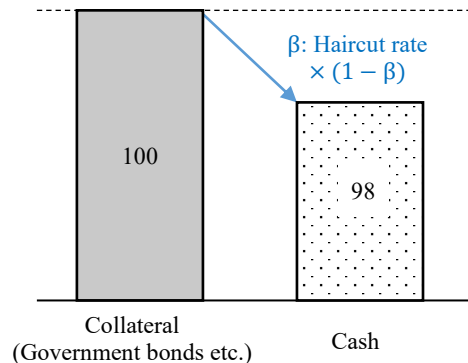 β: Haircut rate
× (1 − β)
100
98
Collateral
(Government bonds etc.)
Cash